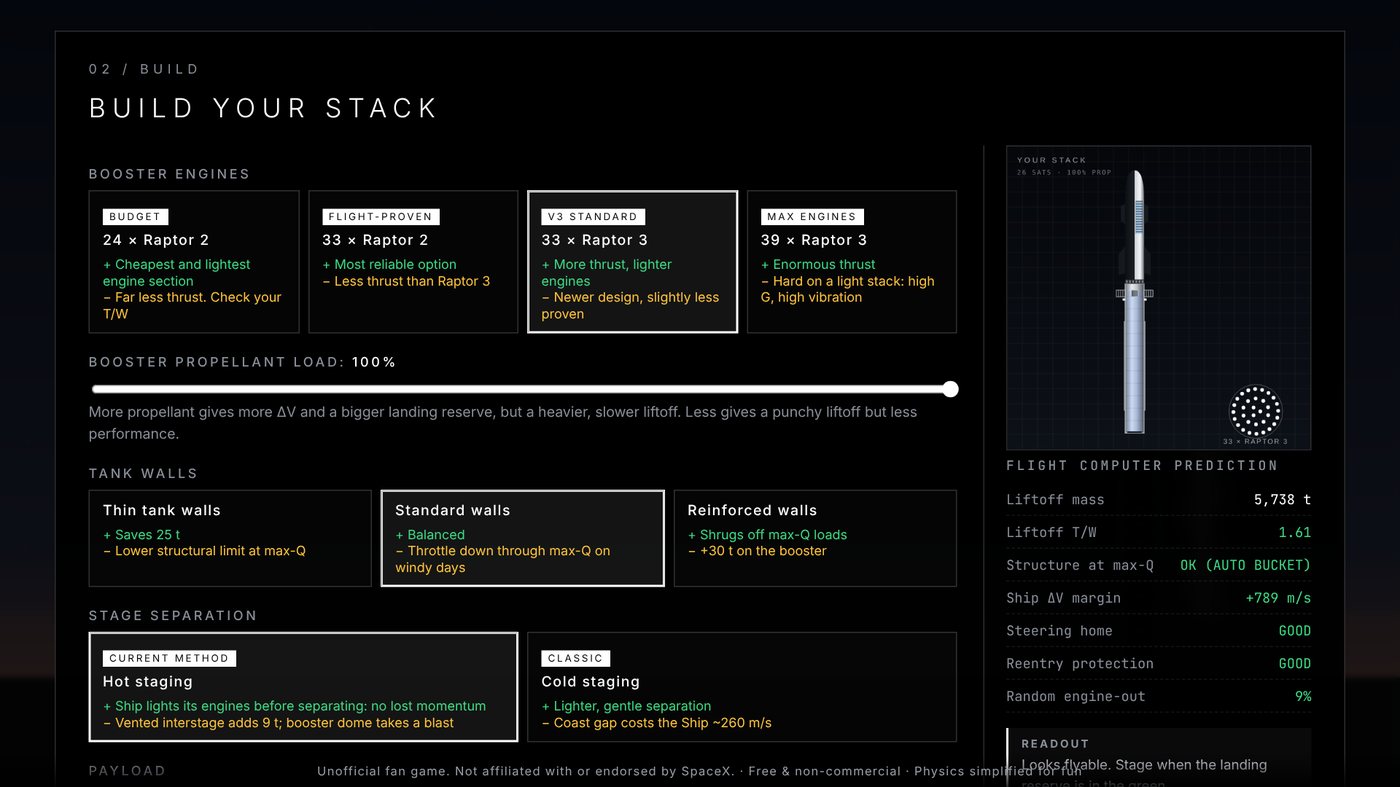 02 / BUILD
BUILD YOUR STACK
BOOSTER ENGINES
BUDGET
24 × Raptor 2
+ Cheapest and lightest
engine section
– Far less thrust. Check your
T/W
FLIGHT-PROVEN
33 × Raptor 2
+ Most reliable option
– Less thrust than Raptor 3
V3 STANDARD
33 × Raptor 3
+ More thrust, lighter
engines
– Newer design, slightly less
proven
MAX ENGINES
39 × Raptor 3
+ Enormous thrust
– Hard on a light stack: high
G, high vibration
BOOSTER PROPELLANT LOAD: 100%
More propellant gives more ΔV and a bigger landing reserve, but a heavier, slower liftoff. Less gives a punchy liftoff but less
performance.
TANK WALLS
Thin tank walls
+ Saves 25 t
– Lower structural limit at max-Q
Standard walls
+ Balanced
– Throttle down through max-Q on
windy days
Reinforced walls
+ Shrugs off max-Q loads
– +30 t on the booster
STAGE SEPARATION
CURRENT METHOD
Hot staging
+ Ship lights its engines before separating: no lost momentum
– Vented interstage adds 9 t; booster dome takes a blast
CLASSIC
Cold staging
+ Lighter, gentle separation
– Coast gap costs the Ship ~260 m/s
PAYLOAD
YOUR STACK
26 SATS · 100% PROP
33 × RAPTOR 3
FLIGHT COMPUTER PREDICTION
Liftoff mass 5,738 t
Liftoff T/W 1.61
Structure at max-Q OK (AUTO BUCKET)
Ship ΔV margin +789 m/s
Steering home GOOD
Reentry protection GOOD
Random engine-out 9%
READOUT
Looks flyable. Stage when the landing
reserve is in the green.
Unofficial fan game. Not affiliated with or endorsed by SpaceX. · Free & non-commercial · Physics simplified for fun